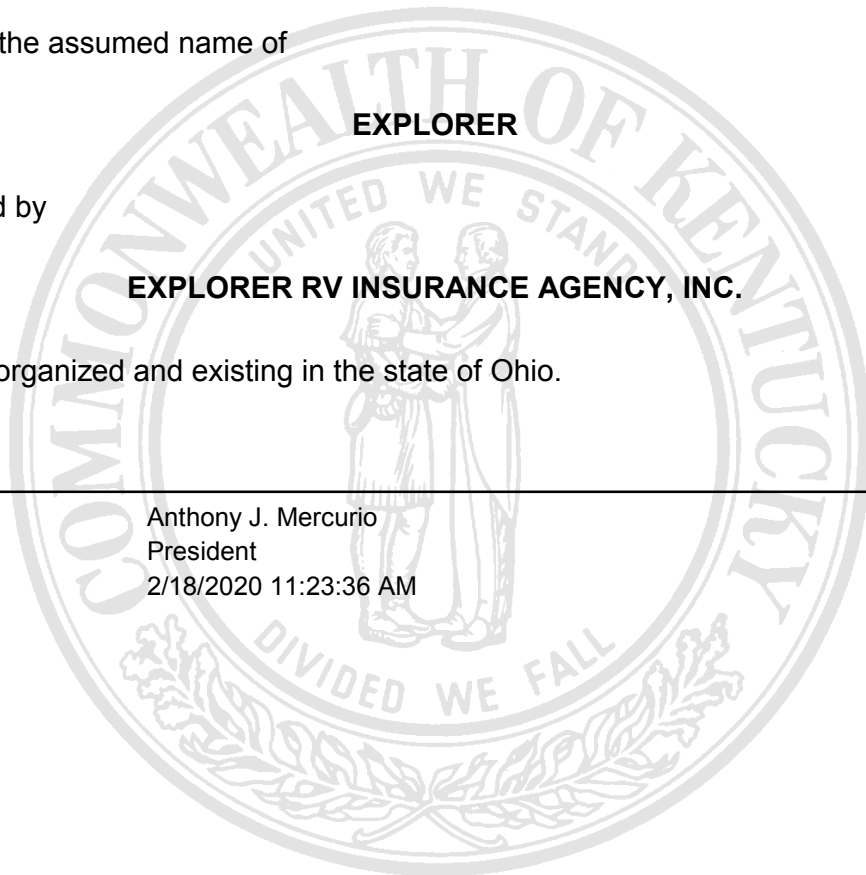 the assumed name of
EXPLORER
d by
EXPLORER RV INSURANCE AGENCY, INC.
organized and existing in the state of Ohio.
Anthony J. Mercurio
President
2/18/2020 11:23:36 AM
COMMONWEALTH OF KENTUCKY
UNITED WE STAND
DIVIDED WE FALL